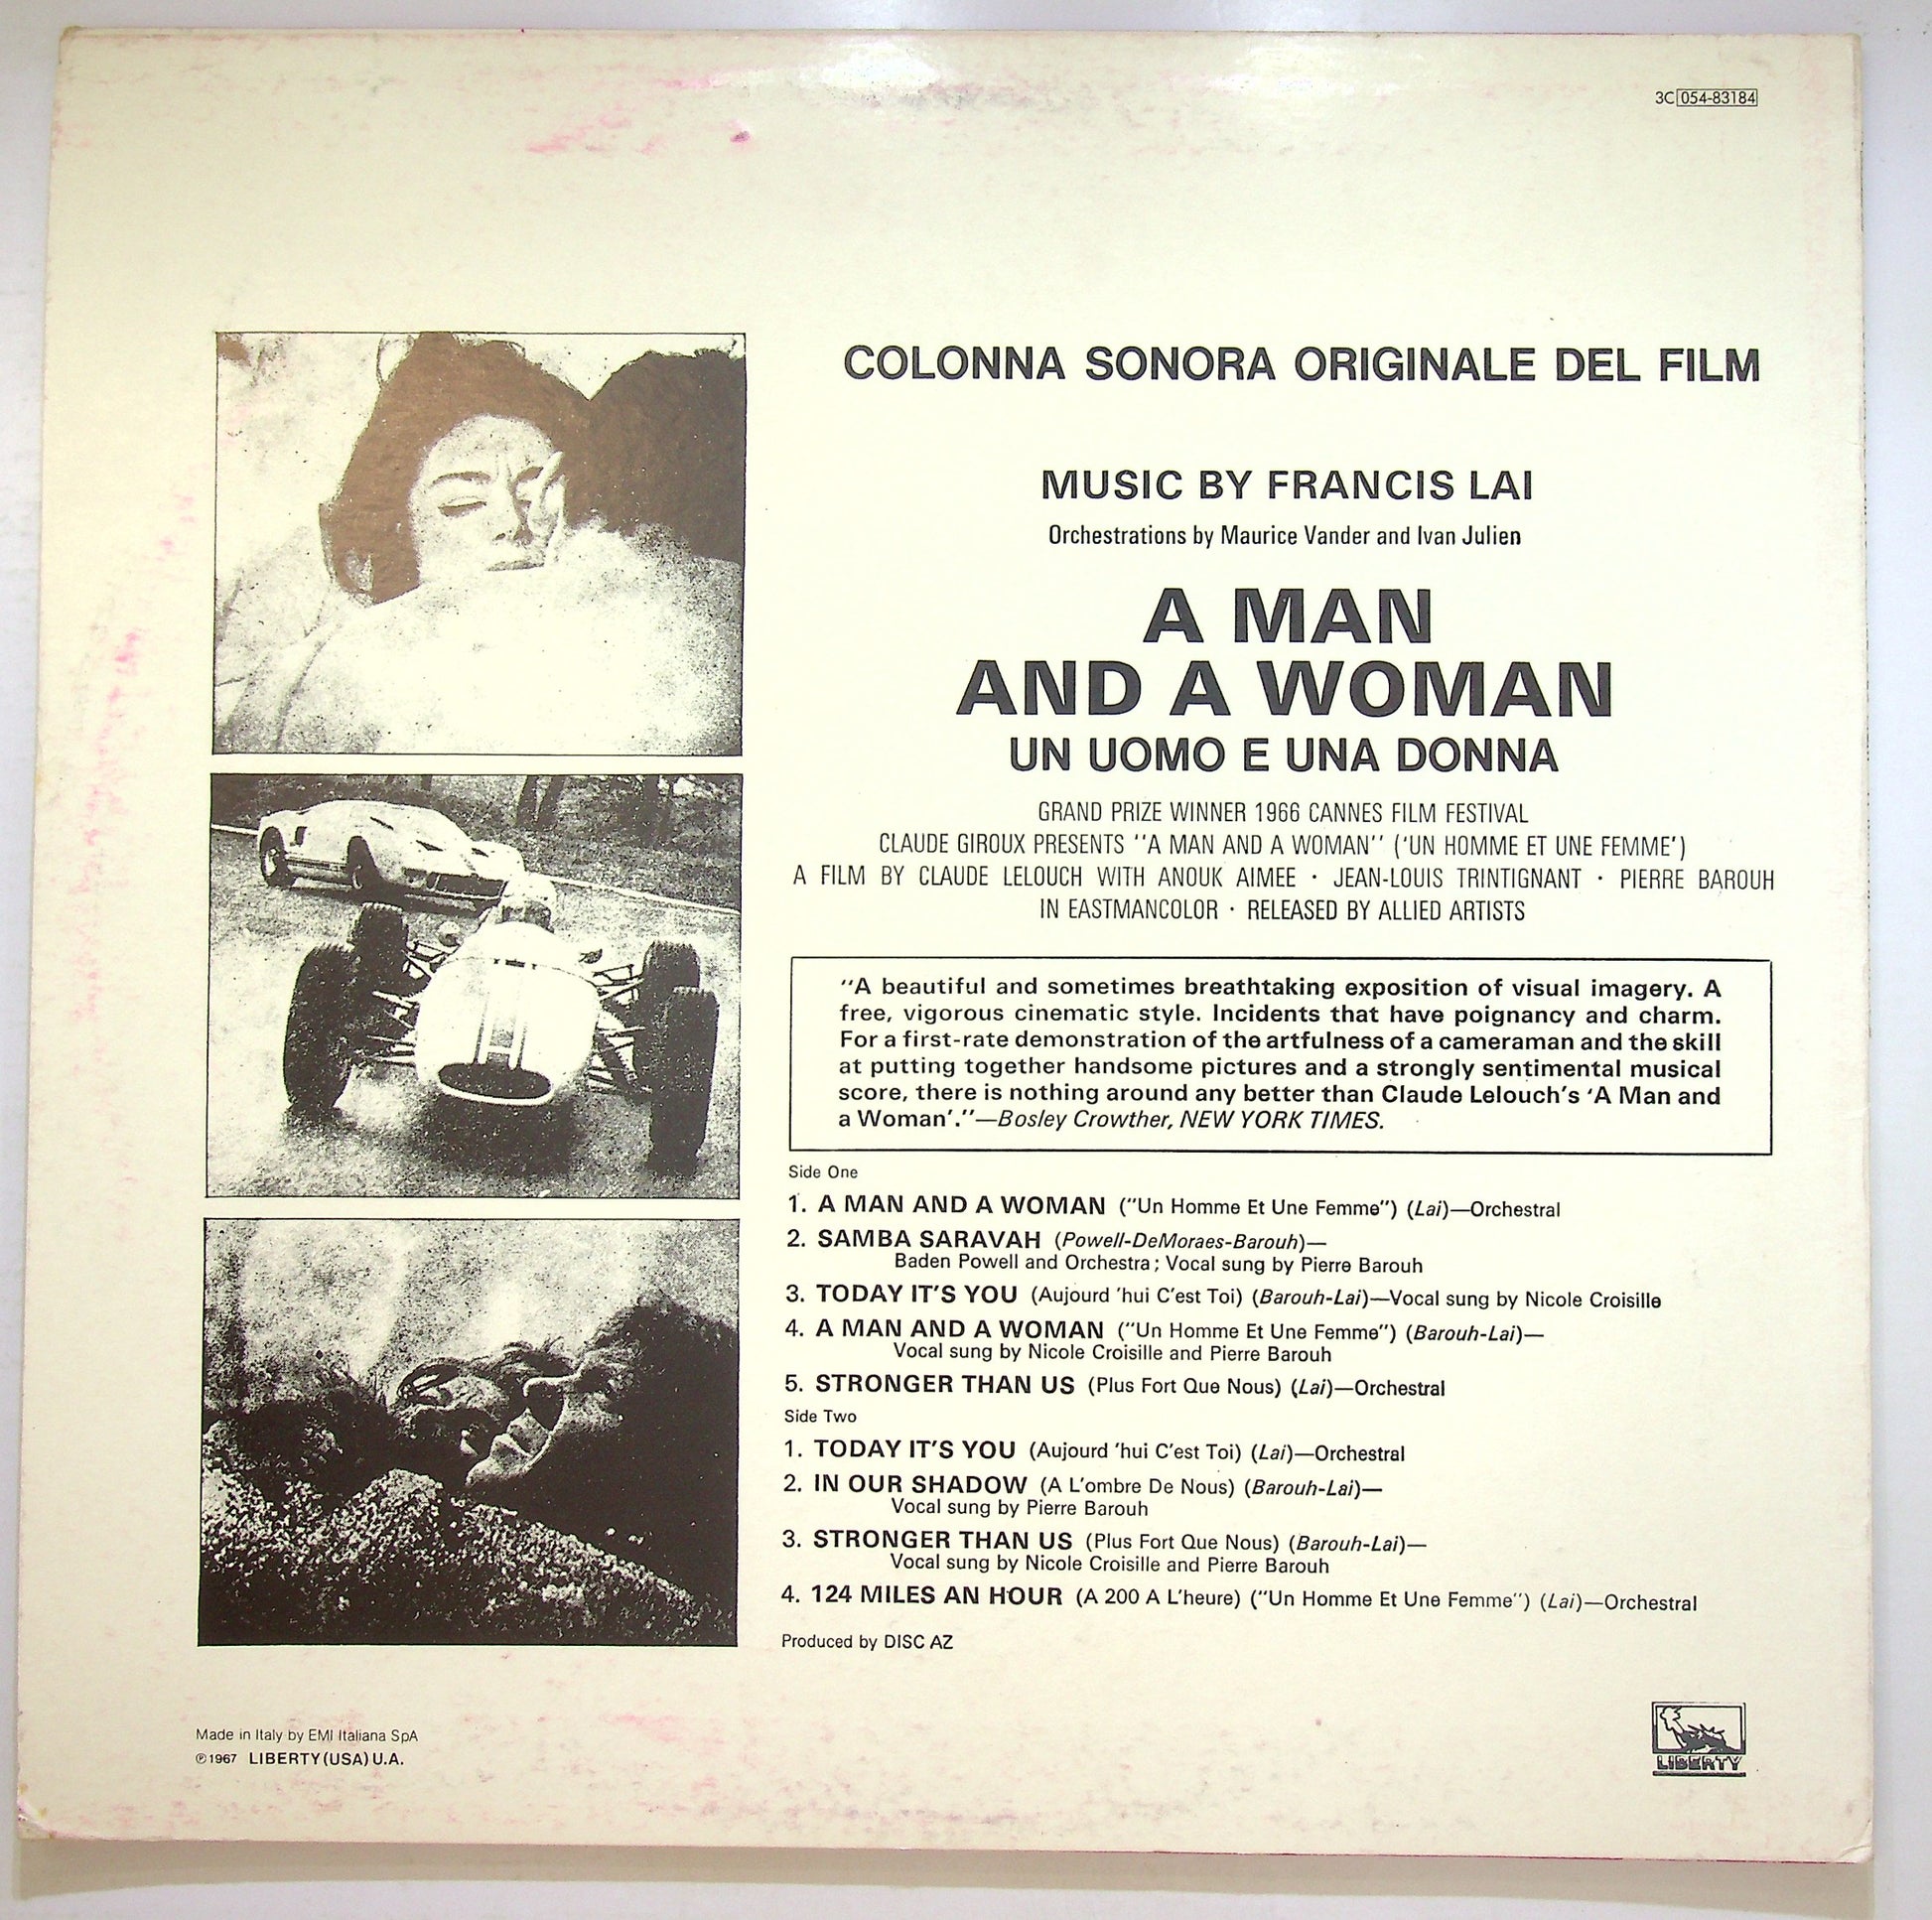 3C 054-83184
COLONNA SONORA ORIGINALE DEL FILM
MUSIC BY FRANCIS LAI
Orchestrations by Maurice Vander and Ivan Julien
A MAN
AND A WOMAN
UN UOMO E UNA DONNA
GRAND PRIZE WINNER 1966 CANNES FILM FESTIVAL
CLAUDE GIROUX PRESENTS "A MAN AND A WOMAN" ('UN HOMME ET UNE FEMME')
A FILM BY CLAUDE LELOUCH WITH ANOUK AIMEE · JEAN-LOUIS TRINTIGNANT · PIERRE BAROUH
IN EASTMANCOLOR · RELEASED BY ALLIED ARTISTS
"A beautiful and sometimes breathtaking exposition of visual imagery. A
free, vigorous cinematic style. Incidents that have poignancy and charm.
For a first-rate demonstration of the artfulness of a cameraman and the skill
at putting together handsome pictures and a strongly sentimental musical
score, there is nothing around any better than Claude Lelouch's 'A Man and
a Woman'."—Bosley Crowther, NEW YORK TIMES.
Side One
1. A MAN AND A WOMAN ("Un Homme Et Une Femme") (Lai)—Orchestral
2. SAMBA SARAVAH (Powell-DeMoraes-Barouh)—
Baden Powell and Orchestra; Vocal sung by Pierre Barouh
3. TODAY IT'S YOU (Aujourd 'hui C'est Toi) (Barouh-Lai)—Vocal sung by Nicole Croisille
4. A MAN AND A WOMAN ("Un Homme Et Une Femme") (Barouh-Lai)—
Vocal sung by Nicole Croisille and Pierre Barouh
5. STRONGER THAN US (Plus Fort Que Nous) (Lai)—Orchestral
Side Two
1. TODAY IT'S YOU (Aujourd 'hui C'est Toi) (Lai)—Orchestral
2. IN OUR SHADOW (A L'ombre De Nous) (Barouh-Lai)—
Vocal sung by Pierre Barouh
3. STRONGER THAN US (Plus Fort Que Nous) (Barouh-Lai)—
Vocal sung by Nicole Croisille and Pierre Barouh
4. 124 MILES AN HOUR (A 200 A L'heure) ("Un Homme Et Une Femme") (Lai)—Orchestral
Produced by DISC AZ
Made in Italy by EMI Italiana SpA
℗ 1967 LIBERTY (USA) U.A.
LIBERTY